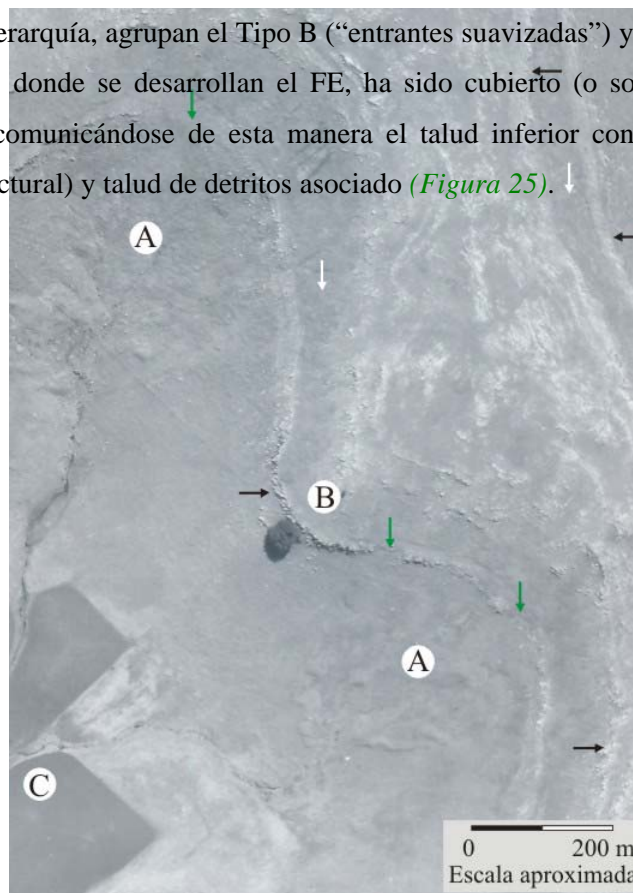 erarquía, agrupan el Tipo B (“entrantes suavizadas”) y
donde se desarrollan el FE, ha sido cubierto (o so
comunicándose de esta manera el talud inferior con
ctural) y talud de detritos asociado (Figura 25).
A
B
A
C
0 200 m
Escala aproximada